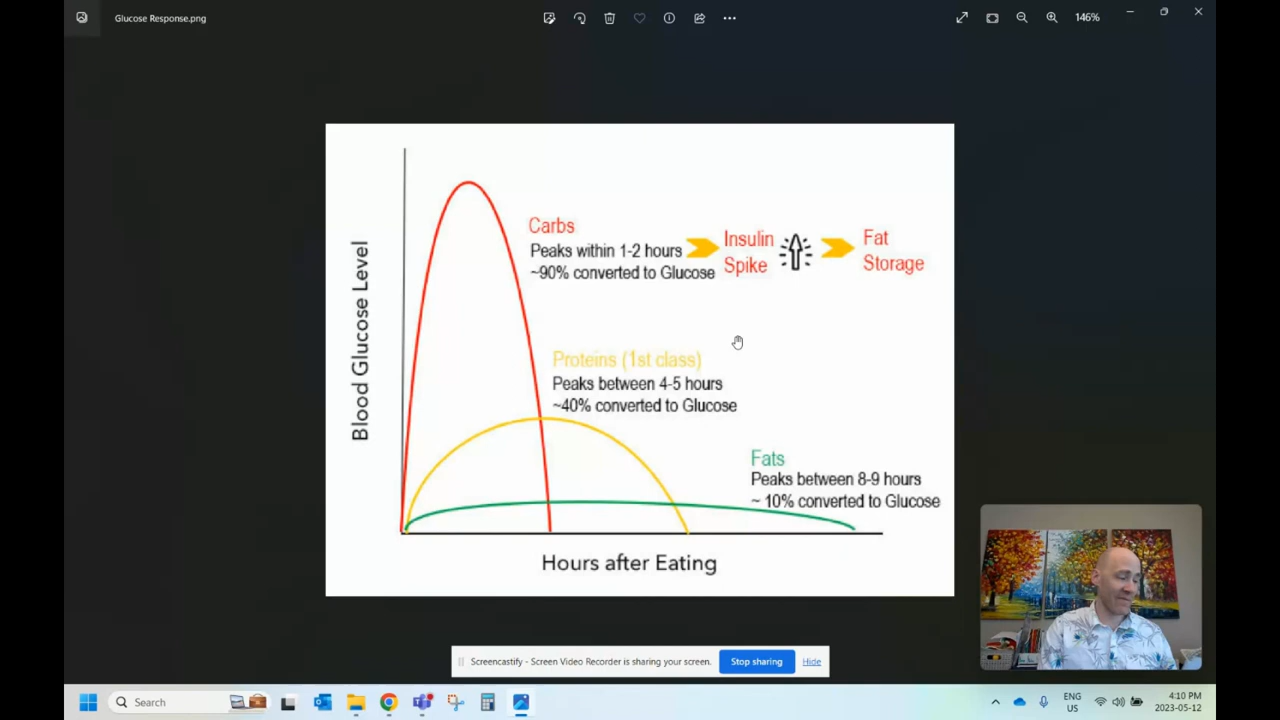 Glucose Response.png
146%
Blood Glucose Level
Carbs
Peaks within 1-2 hours
~90% converted to Glucose
Insulin
Spike
Fat
Storage
Proteins (1st class)
Peaks between 4-5 hours
~40% converted to Glucose
Fats
Peaks between 8-9 hours
~ 10% converted to Glucose
Hours after Eating
Screencastify - Screen Video Recorder is sharing your screen.
Stop sharing
Hide
Search
ENG
US
4:10 PM
2023-05-12